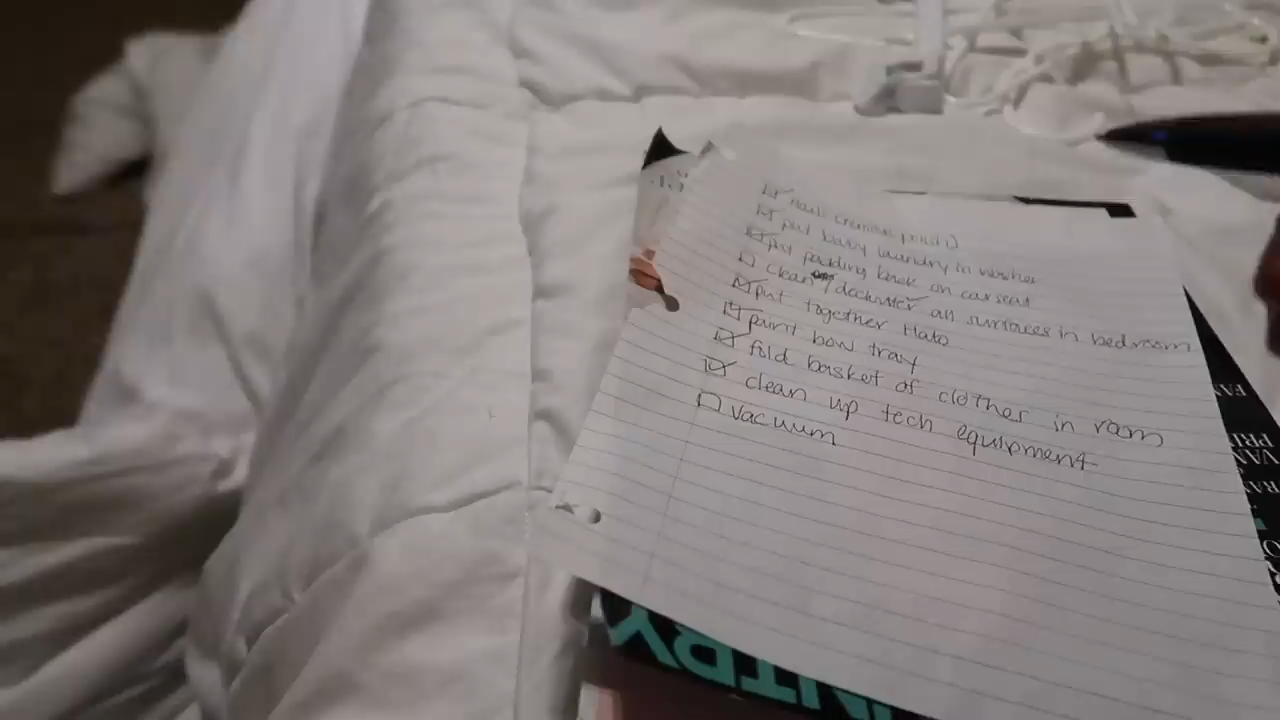 put baby laundry in washer
put padding back on carseat
clean / declutter all surfaces in bedroom
put together Halo
paint bow tray
fold basket of clothes in room
clean up tech equipment
vacuum